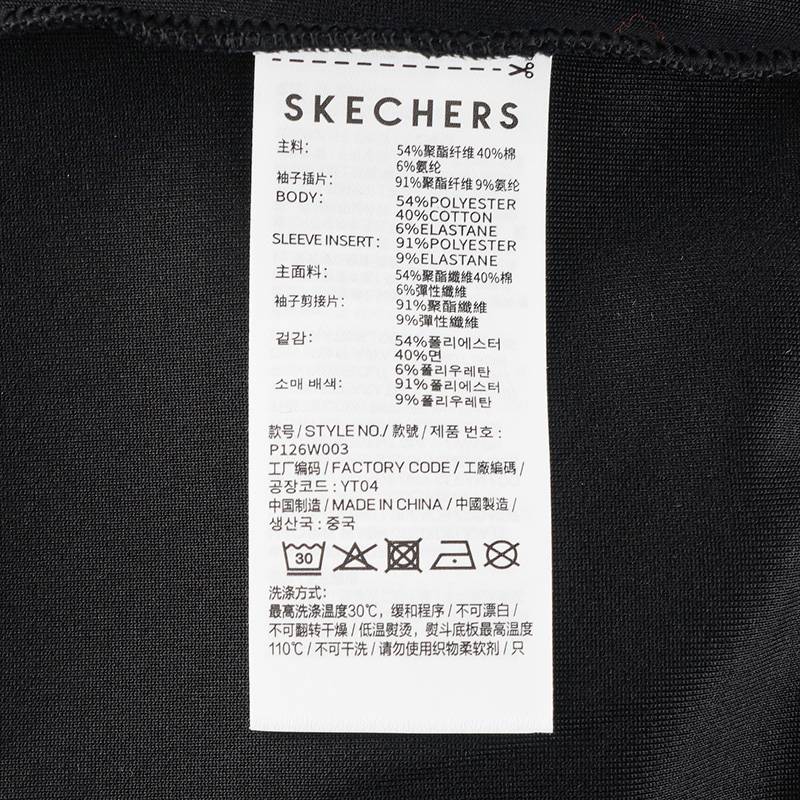 SKECHERS
主料： 54%聚酯纤维 40%棉
6%氨纶
袖子插片： 91%聚酯纤维 9%氨纶
BODY： 54%POLYESTER
40%COTTON
6%ELASTANE
SLEEVE INSERT： 91%POLYESTER
9%ELASTANE
主面料： 54%聚酯纖維40%棉
6%彈性纖維
袖子剪接片： 91%聚酯纖維
9%彈性纖維
겉감： 54%폴리에스터
40%면
6%폴리우레탄
소매 배색： 91%폴리에스터
9%폴리우레탄
款号 / STYLE NO./ 款號 / 제품 번호 :
P126W003
工厂编码 / FACTORY CODE / 工廠編碼 /
공장코드 : YT04
中国制造 / MADE IN CHINA / 中國製造 /
생산국 : 중국
30
洗涤方式：
最高洗涤温度30℃，缓和程序 / 不可漂白 /
不可翻转干燥 / 低温熨烫，熨斗底板最高温度
110℃ / 不可干洗 / 请勿使用织物柔软剂 / 只